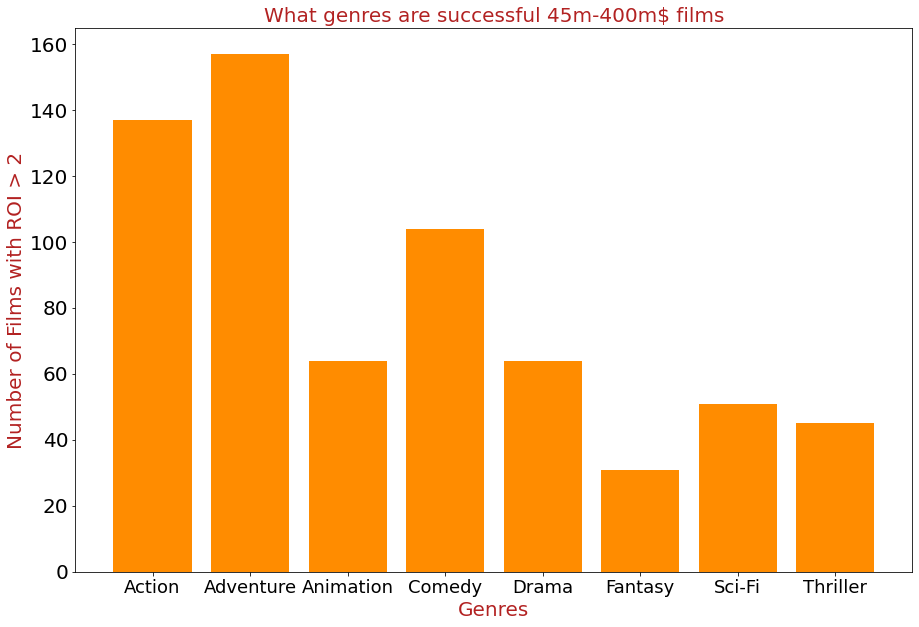 What genres are successful 45m-400m$ films
Number of Films with ROI > 2
160
140
120
100
80
60
40
20
0
Action Adventure Animation Comedy Drama Fantasy Sci-Fi Thriller
Genres